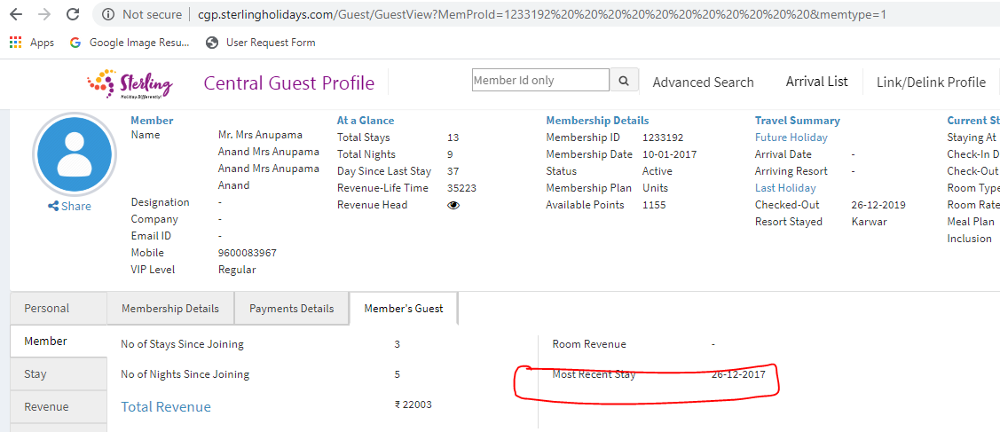 Not secure | cgp.sterlingholidays.com/Guest/GuestView?MemProId=1233192%20%20%20%20%20%20%20%20%20%20%20%20%20&memtype=1
Apps Google Image Resu... User Request Form
Sterling
Holiday Differently!
Central Guest Profile
Member Id only
Advanced Search
Arrival List
Link/Delink Profile
Share
Member
Name Mr. Mrs Anupama
Anand Mrs Anupama
Anand Mrs Anupama
Anand
Designation -
Company -
Email ID -
Mobile 9600083967
VIP Level Regular
At a Glance
Total Stays 13
Total Nights 9
Day Since Last Stay 37
Revenue-Life Time 35223
Revenue Head
Membership Details
Membership ID 1233192
Membership Date 10-01-2017
Status Active
Membership Plan Units
Available Points 1155
Travel Summary
Future Holiday
Arrival Date -
Arriving Resort -
Last Holiday
Checked-Out 26-12-2019
Resort Stayed Karwar
Current St
Staying At
Check-In D
Check-Out
Room Type
Room Rate
Meal Plan
Inclusion
Personal
Member
Stay
Revenue
Membership Details Payments Details Member's Guest
No of Stays Since Joining 3
No of Nights Since Joining 5
Total Revenue ₹ 22003
Room Revenue -
Most Recent Stay 26-12-2017